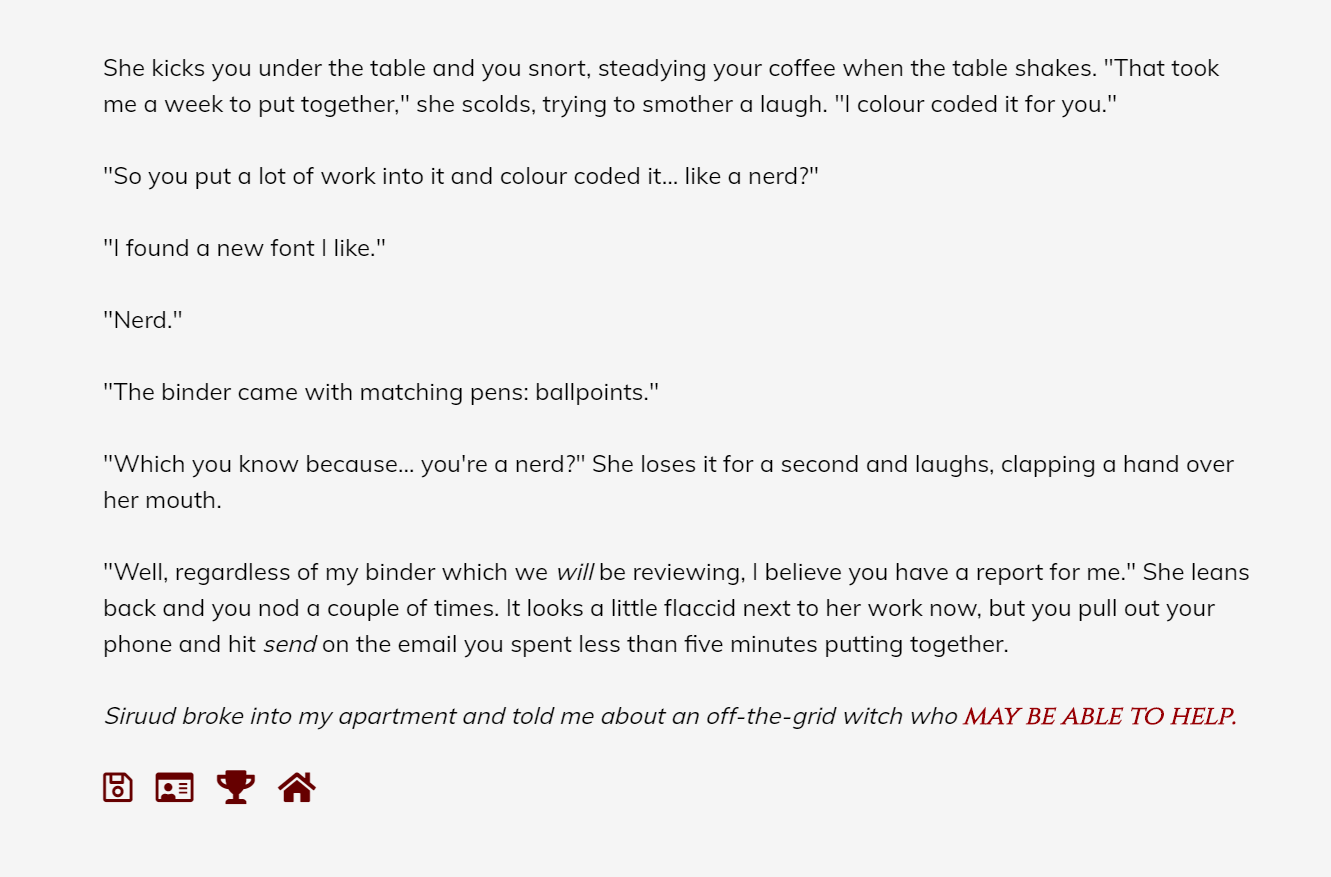 She kicks you under the table and you snort, steadying your coffee when the table shakes. "That took
me a week to put together," she scolds, trying to smother a laugh. "I colour coded it for you."
"So you put a lot of work into it and colour coded it... like a nerd?"
"I found a new font I like."
"Nerd."
"The binder came with matching pens: ballpoints."
"Which you know because... you're a nerd?" She loses it for a second and laughs, clapping a hand over
her mouth.
"Well, regardless of my binder which we will be reviewing, I believe you have a report for me." She leans
back and you nod a couple of times. It looks a little flaccid next to her work now, but you pull out your
phone and hit send on the email you spent less than five minutes putting together.
Siruud broke into my apartment and told me about an off-the-grid witch who MAY BE ABLE TO HELP.